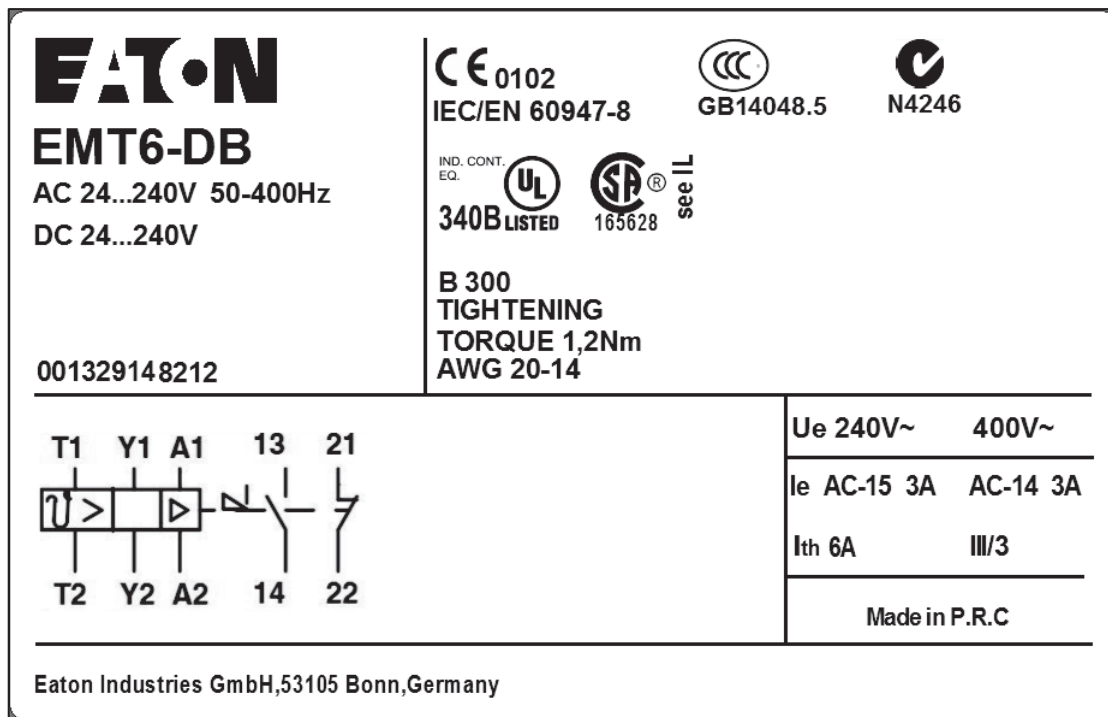 EATON
EMT6-DB
AC 24...240V 50-400Hz
DC 24...240V
001329148212
CE 0102
IEC/EN 60947-8
CCC
GB14048.5
N4246
IND. CONT.
EQ.
340B
UL
LISTED
SA ®
165628
see IL
B 300
TIGHTENING
TORQUE 1,2Nm
AWG 20-14
T1 Y1 A1 13 21
T2 Y2 A2 14 22
Ue 240V~ 400V~
Ie AC-15 3A AC-14 3A
Ith 6A III/3
Made in P.R.C
Eaton Industries GmbH,53105 Bonn,Germany